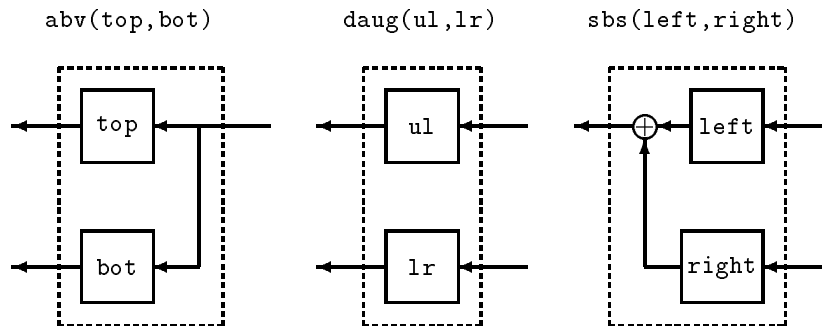 abv(top,bot) daug(ul,lr) sbs(left,right)
top ul left
bot lr right